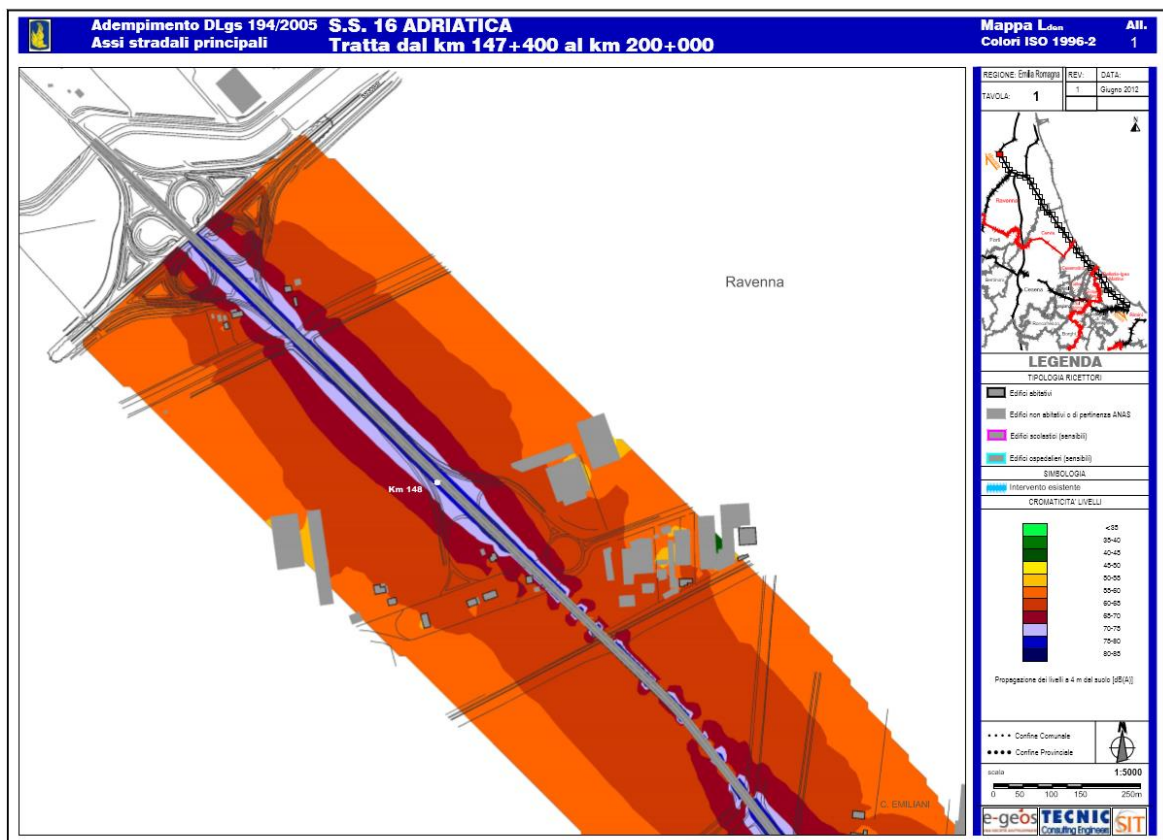 Adempimento DLgs 194/2005
Assi stradali principali
S.S. 16 ADRIATICA
Tratta dal km 147+400 al km 200+000
Mappa Lden
Colori ISO 1996-2
All.
1
REGIONE: Emilia Romagna
REV:
DATA:
1
Giugno 2012
TAVOLA: 1
N
Ravenna
Cervia
Forlì
Cesena
Rimini
LEGENDA
TIPOLOGIA RICETTORI
Edifici abitativi
Edifici non abitativi o di pertinenza ANAS
Edifici scolastici (sensibili)
Edifici ospedalieri (sensibili)
SIMBOLOGIA
Intervento esistente
CROMATICITA' LIVELLI
<35
35-40
40-45
45-50
50-55
55-60
60-65
65-70
70-75
75-80
80-85
Propagazione dei livelli a 4 m dal suolo [dB(A)]
Confine Comunale
Confine Provinciale
N
scala
1:5000
0 50 100 150 250m
e-geos
TECNIC
Consulting Engineers
SIT
Ravenna
Km 148
C. EMILIANI